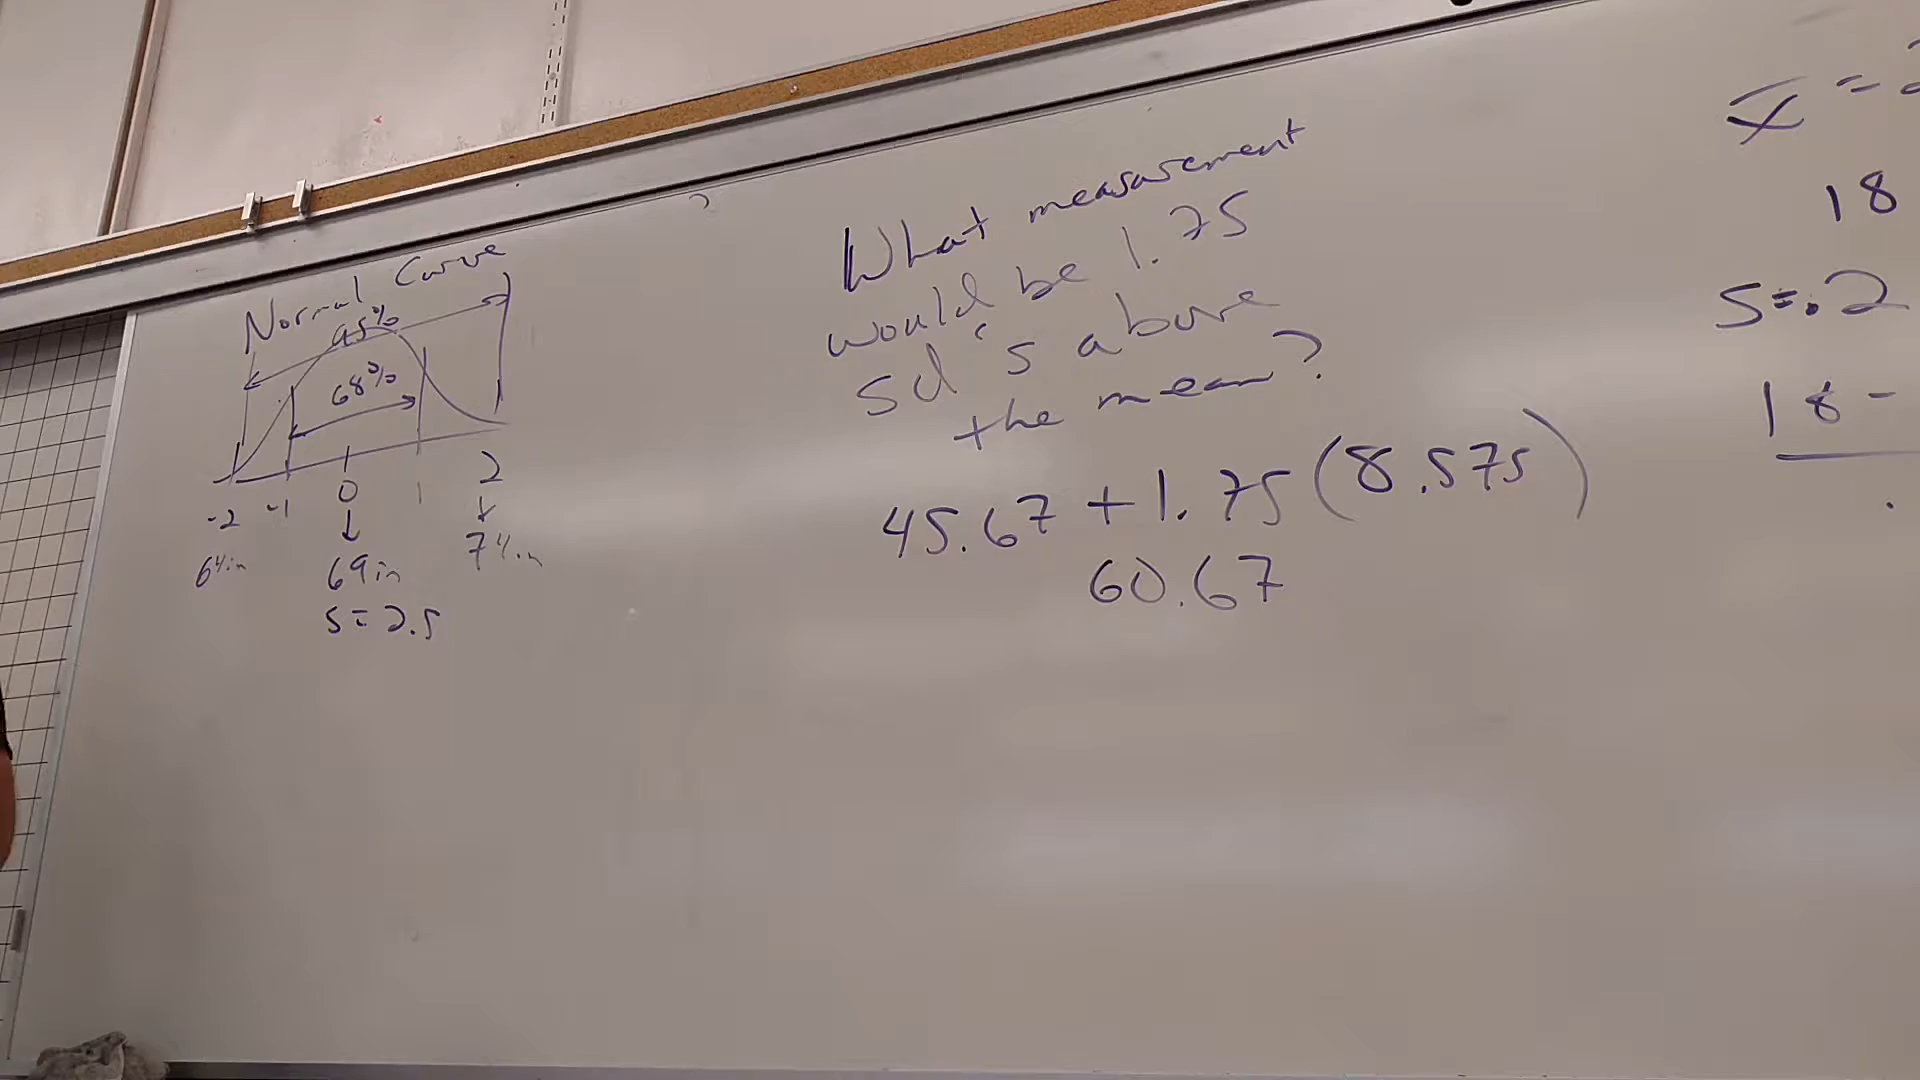 Normal Curve
95%
68%
-2 -1 0 1 2
64in 69in 74in
s = 2.5
What measurement
would be 1.75
sd's above
the mean?
45.67 + 1.75 (8.575)
60.67
x̄ =
18
s = .2
18 -
.